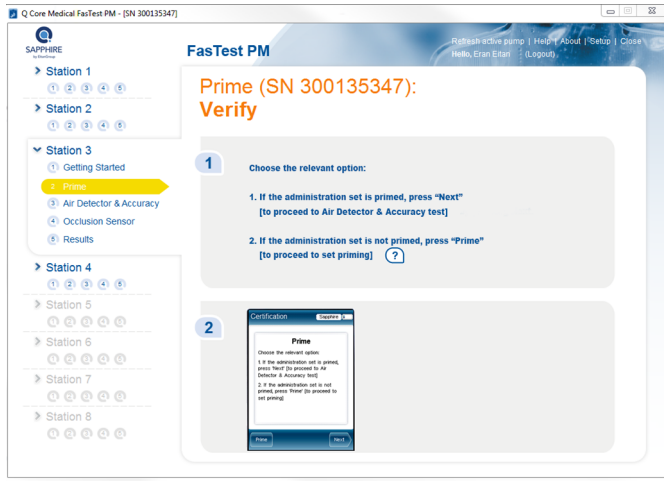 Q Core Medical FasTest PM - [SN 300135347]
SAPPHIRE
by EitanGroup
FasTest PM
Refresh active pump | Help | About | Setup | Close
Hello, Eran Eitan (Logout)
Station 1
1 2 3 4 5
Station 2
1 2 3 4 5
Station 3
1 Getting Started
2 Prime
3 Air Detector & Accuracy
4 Occlusion Sensor
5 Results
Station 4
1 2 3 4 5
Station 5
Station 6
Station 7
Station 8
Prime (SN 300135347):
Verify
1
Choose the relevant option:
1. If the administration set is primed, press “Next”
[to proceed to Air Detector & Accuracy test]
2. If the administration set is not primed, press “Prime”
[to proceed to set priming] ?
2
Certification Sapphire
Prime
Choose the relevant option:
1. If the administration set is primed,
press 'Next' [to proceed to Air
Detector & Accuracy test]
2. If the administration set is not
primed, press 'Prime' [to proceed to
set priming]
Prime Next